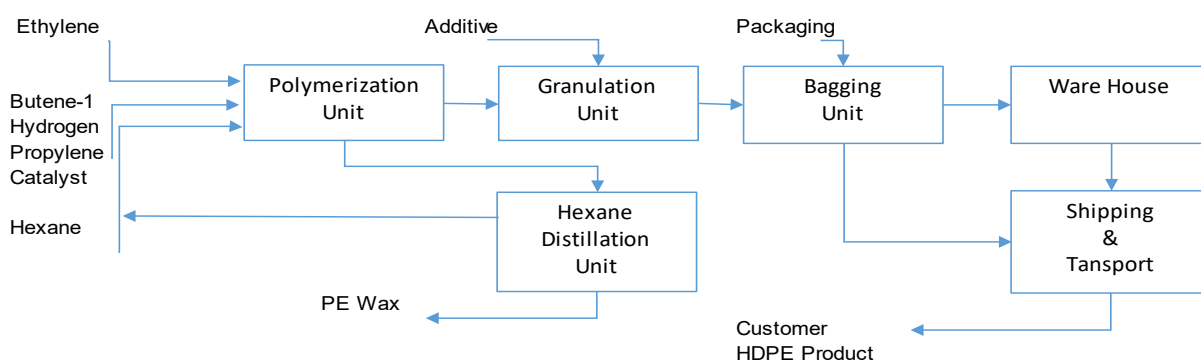 Ethylene
Additive
Packaging
Butene-1
Hydrogen
Propylene
Catalyst
Hexane
Polymerization
Unit
Granulation
Unit
Bagging
Unit
Ware House
Hexane
Distillation
Unit
Shipping
&
Tansport
PE Wax
Customer
HDPE Product